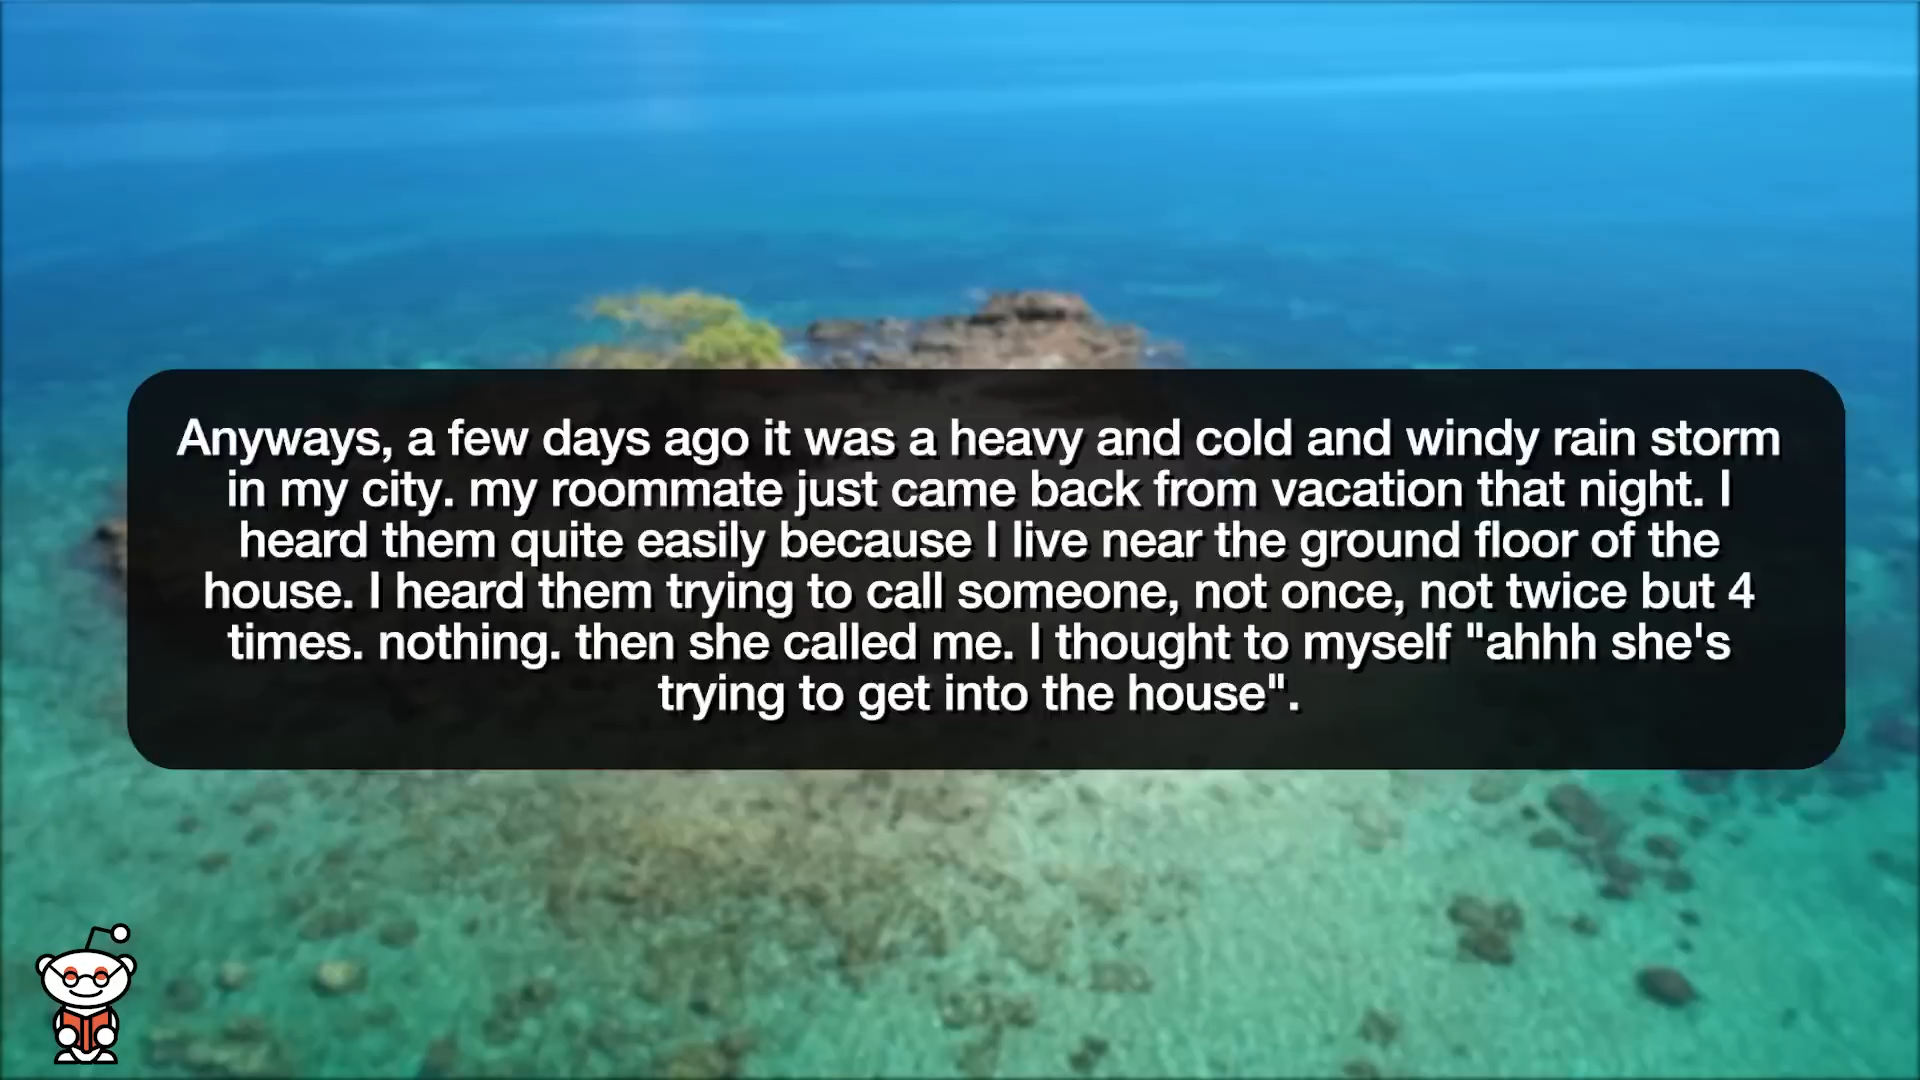 Anyways, a few days ago it was a heavy and cold and windy rain storm
in my city. my roommate just came back from vacation that night. I
heard them quite easily because I live near the ground floor of the
house. I heard them trying to call someone, not once, not twice but 4
times. nothing. then she called me. I thought to myself "ahhh she's
trying to get into the house".